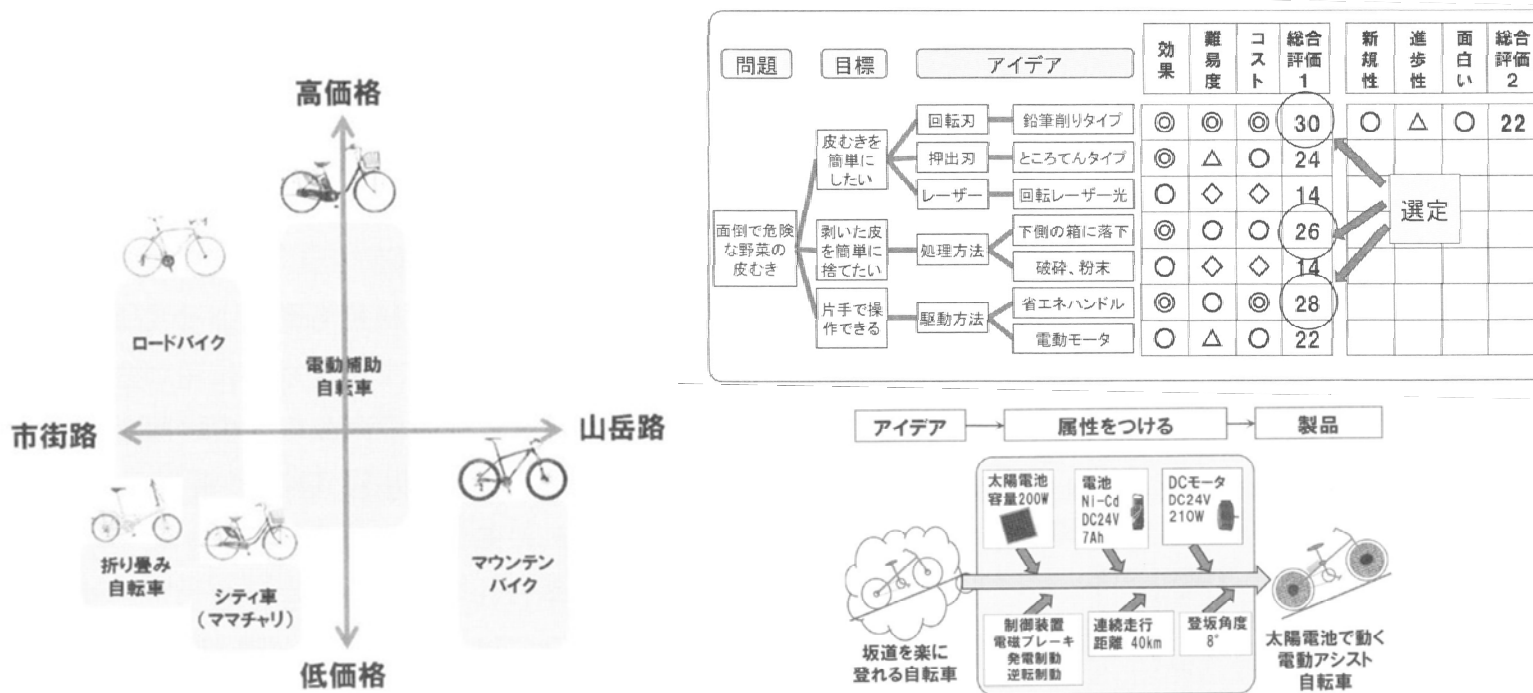 高価格
ロードバイク
電動補助
自転車
市街路
山岳路
折り畳み
自転車
シティ車
(ママチャリ)
マウンテン
バイク
低価格
問題
目標
アイデア
効果
難易度
コスト
総合評価1
新規性
進歩性
面白い
総合評価2
面倒で危険
な野菜の
皮むき
皮むきを
簡単に
したい
回転刃
鉛筆削りタイプ
◎ ◎ ◎ 30 ○ △ ○ 22
押出刃
ところてんタイプ
◎ △ ○ 24
レーザー
回転レーザー光
○ ◇ ◇ 14
剥いた皮
を簡単に
捨てたい
処理方法
下側の箱に落下
◎ ○ ○ 26
破砕、粉末
○ ◇ ◇ 14
片手で操
作できる
駆動方法
省エネハンドル
◎ ○ ◎ 28
電動モータ
○ △ ○ 22
選定
アイデア
属性をつける
製品
太陽電池
容量200W
電池
NI-Cd
DC24V
7Ah
DCモータ
DC24V
210W
制御装置
電磁ブレーキ
発電制動
逆転制動
連続走行
距離 40km
登坂角度
8°
坂道を楽に
登れる自転車
太陽電池で動く
電動アシスト
自転車